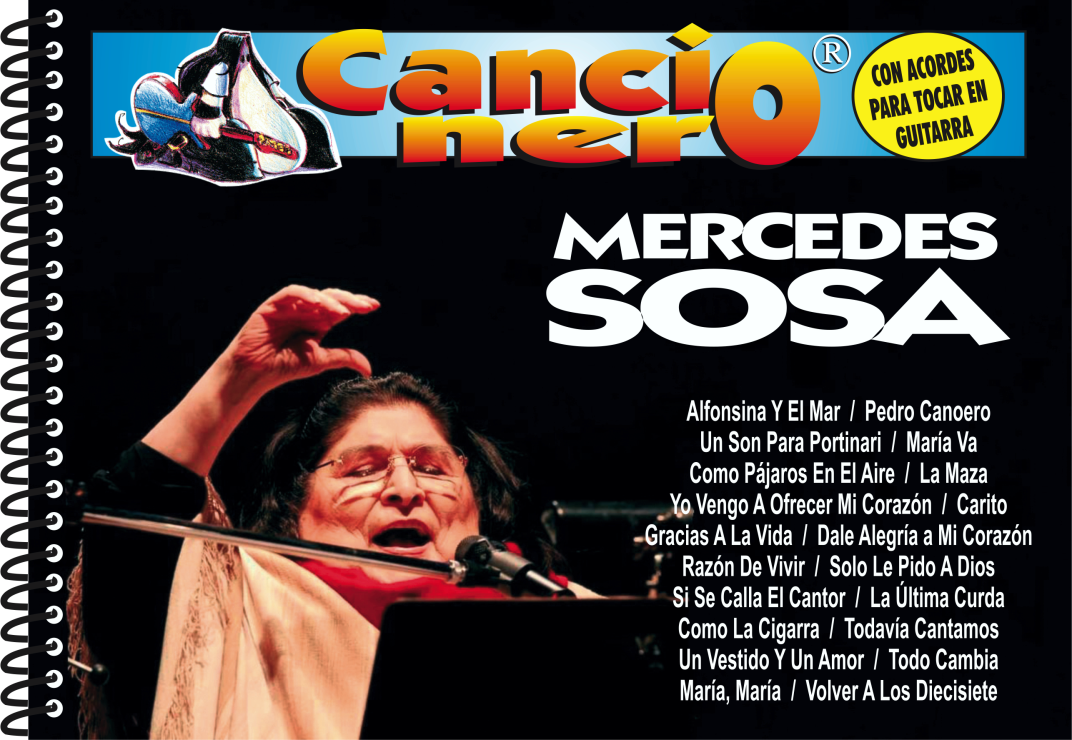 Cancionero®
CON ACORDES
PARA TOCAR EN
GUITARRA
MERCEDES
SOSA
Alfonsina Y El Mar / Pedro Canoero
Un Son Para Portinari / María Va
Como Pájaros En El Aire / La Maza
Yo Vengo A Ofrecer Mi Corazón / Carito
Gracias A La Vida / Dale Alegría a Mi Corazón
Razón De Vivir / Solo Le Pido A Dios
Si Se Calla El Cantor / La Última Curda
Como La Cigarra / Todavía Cantamos
Un Vestido Y Un Amor / Todo Cambia
María, María / Volver A Los Diecisiete